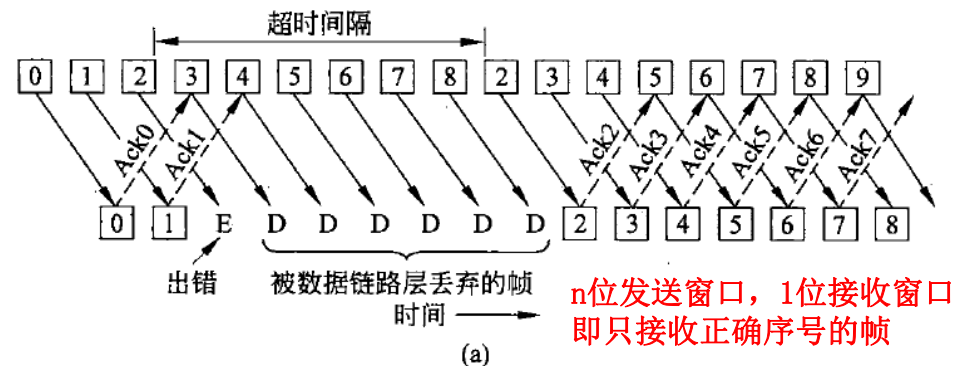 超时间隔
0 1 2 3 4 5 6 7 8 2 3 4 5 6 7 8 9
Ack0 Ack1 Ack2 Ack3 Ack4 Ack5 Ack6 Ack7
0 1 E D D D D D D 2 3 4 5 6 7 8
出错 被数据链路层丢弃的帧
时间
n位发送窗口，1位接收窗口
即只接收正确序号的帧
(a)